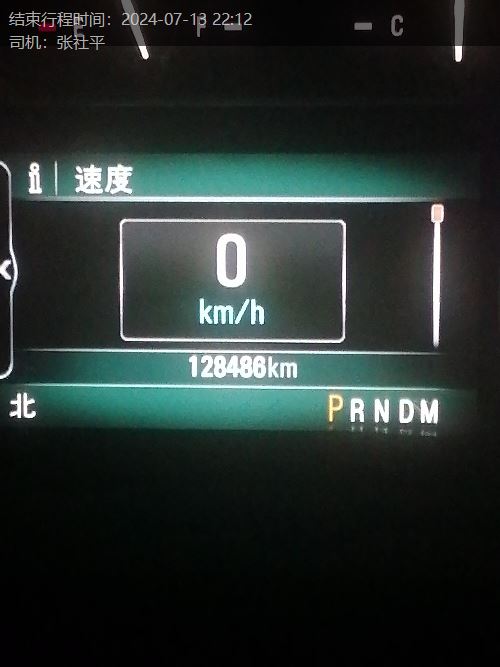 结束行程时间：2024-07-13 22:12
司机：张社平
E F C
速度
0
km/h
128486km
北 PRNDM